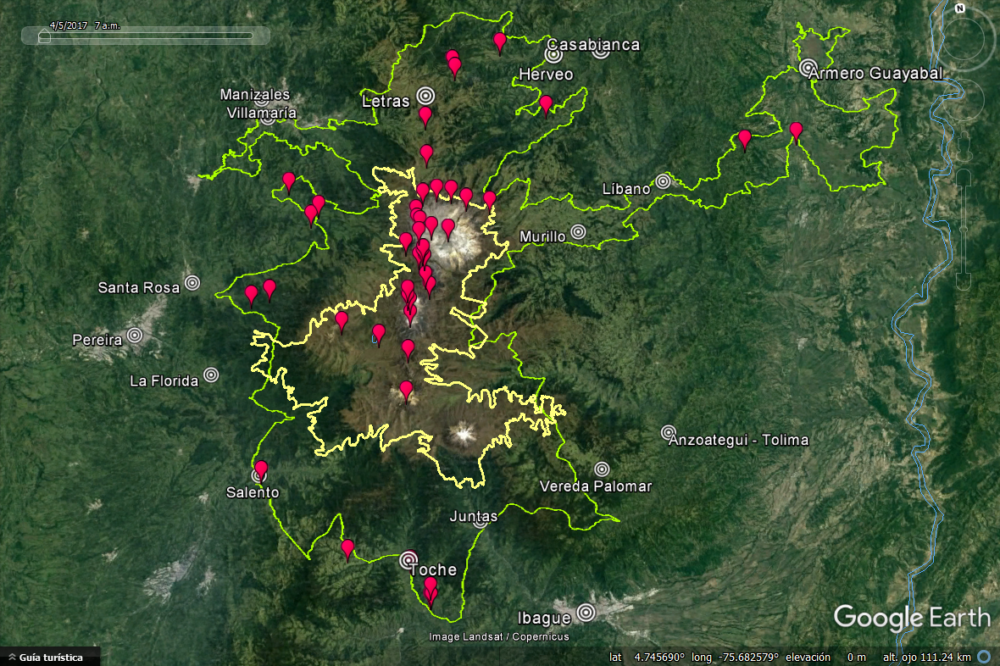 4/5/2017 7 a.m.
N
Casabianca
Herveo
Armero Guayabal
Manizales
Letras
Villamaría
Líbano
Murillo
Santa Rosa
Pereira
La Florida
Anzoategui - Tolima
Vereda Palomar
Salento
Juntas
Toche
Ibague
Google Earth
Image Landsat / Copernicus
Guía turística
lat 4.745690° long -75.682579° elevación 0 m alt. ojo 111.24 km